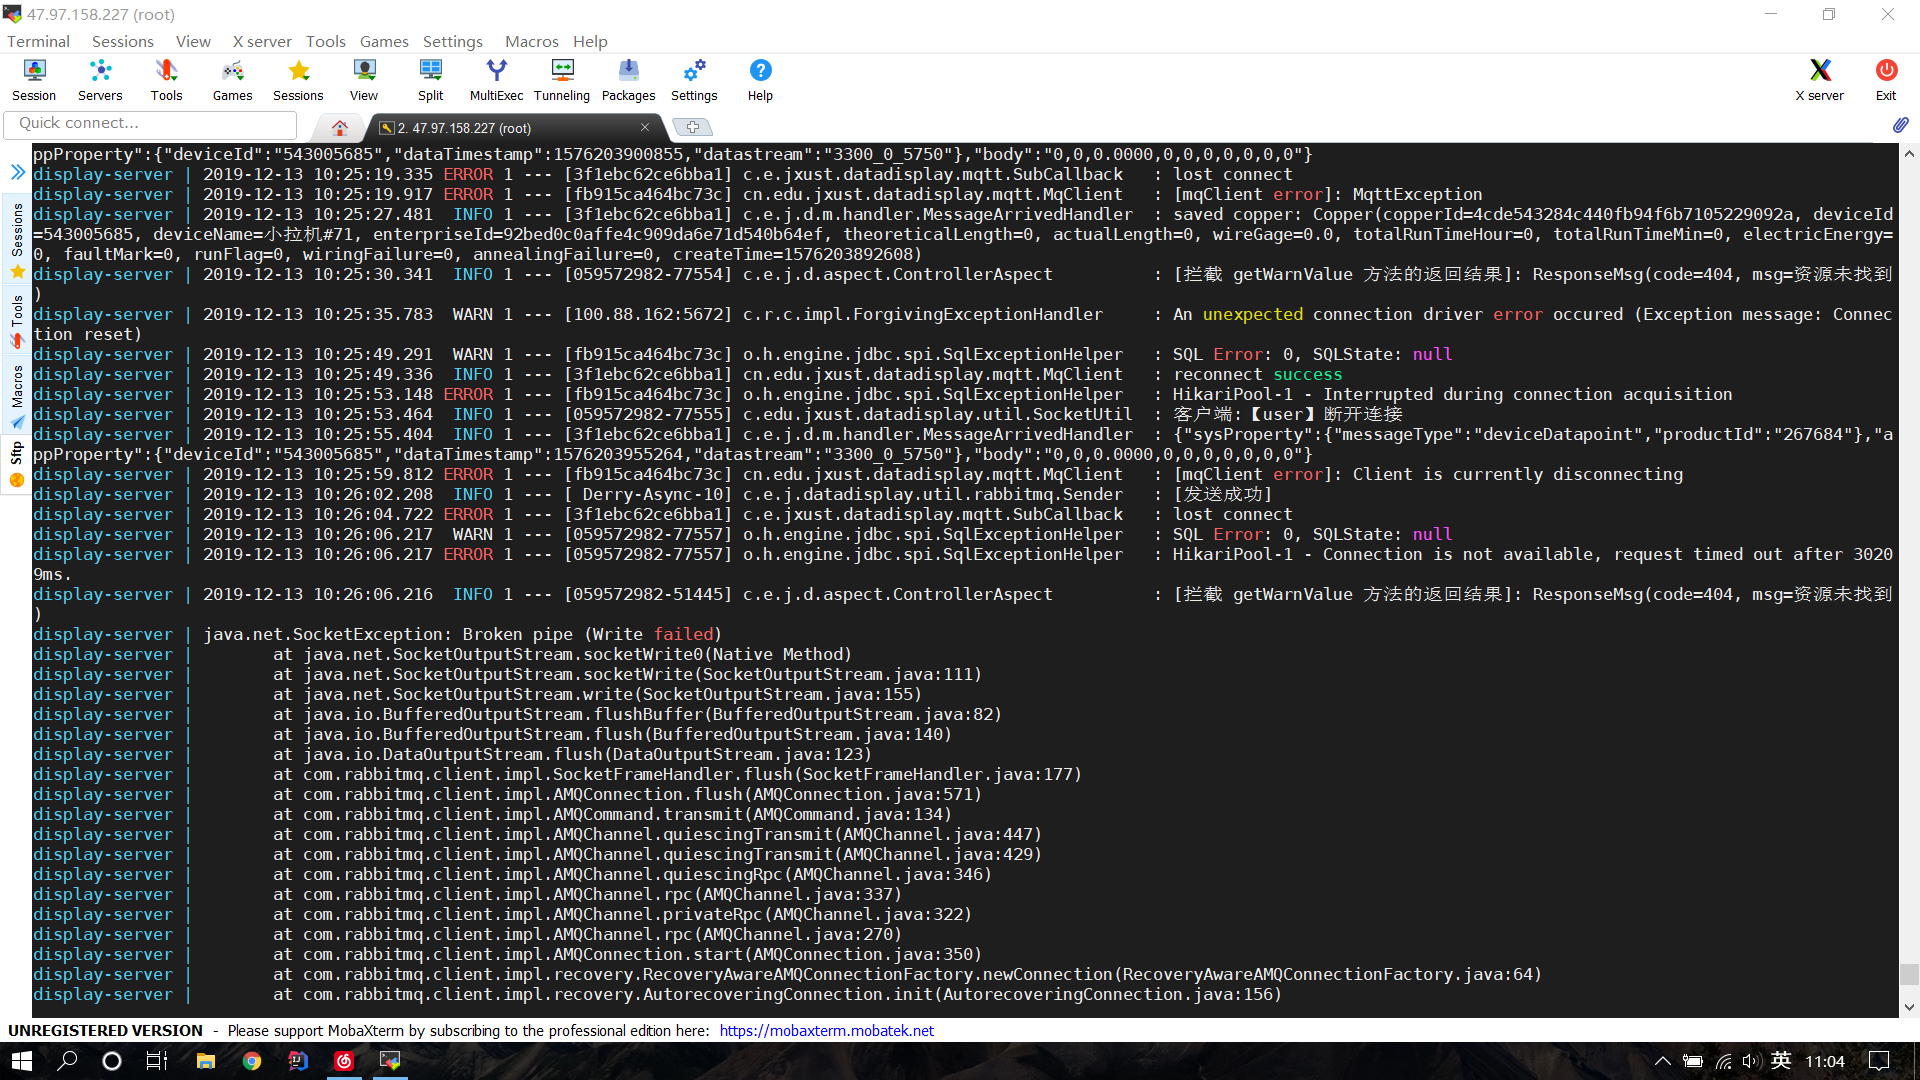 47.97.158.227 (root)
Terminal Sessions View X server Tools Games Settings Macros Help
Session Servers Tools Games Sessions View Split MultiExec Tunneling Packages Settings Help X server Exit
Quick connect...
2. 47.97.158.227 (root)
Sessions
Tools
Macros
Sftp
ppProperty":{"deviceId":"543005685","dataTimestamp":1576203900855,"datastream":"3300_0_5750"},"body":"0,0,0.0000,0,0,0,0,0,0,0"}
display-server | 2019-12-13 10:25:19.335 ERROR 1 --- [3f1ebc62ce6bba1] c.e.jxust.datadisplay.mqtt.SubCallback : lost connect
display-server | 2019-12-13 10:25:19.917 ERROR 1 --- [fb915ca464bc73c] cn.edu.jxust.datadisplay.mqtt.MqClient : [mqClient error]: MqttException
display-server | 2019-12-13 10:25:27.481 INFO 1 --- [3f1ebc62ce6bba1] c.e.j.d.m.handler.MessageArrivedHandler : saved copper: Copper(copperId=4cde543284c440fb94f6b7105229092a, deviceId
=543005685, deviceName=小拉机#71, enterpriseId=92bed0c0affe4c909da6e71d540b64ef, theoreticalLength=0, actualLength=0, wireGage=0.0, totalRunTimeHour=0, totalRunTimeMin=0, electricEnergy=
0, faultMark=0, runFlag=0, wiringFailure=0, annealingFailure=0, createTime=1576203892608)
display-server | 2019-12-13 10:25:30.341 INFO 1 --- [059572982-77554] c.e.j.d.aspect.ControllerAspect : [拦截 getWarnValue 方法的返回结果]: ResponseMsg(code=404, msg=资源未找到
)
display-server | 2019-12-13 10:25:35.783 WARN 1 --- [100.88.162:5672] c.r.c.impl.ForgivingExceptionHandler : An unexpected connection driver error occured (Exception message: Connec
tion reset)
display-server | 2019-12-13 10:25:49.291 WARN 1 --- [fb915ca464bc73c] o.h.engine.jdbc.spi.SqlExceptionHelper : SQL Error: 0, SQLState: null
display-server | 2019-12-13 10:25:49.336 INFO 1 --- [3f1ebc62ce6bba1] cn.edu.jxust.datadisplay.mqtt.MqClient : reconnect success
display-server | 2019-12-13 10:25:53.148 ERROR 1 --- [fb915ca464bc73c] o.h.engine.jdbc.spi.SqlExceptionHelper : HikariPool-1 - Interrupted during connection acquisition
display-server | 2019-12-13 10:25:53.464 INFO 1 --- [059572982-77555] c.edu.jxust.datadisplay.util.SocketUtil : 客户端:【user】断开连接
display-server | 2019-12-13 10:25:55.404 INFO 1 --- [3f1ebc62ce6bba1] c.e.j.d.m.handler.MessageArrivedHandler : {"sysProperty":{"messageType":"deviceDatapoint","productId":"267684"},"a
ppProperty":{"deviceId":"543005685","dataTimestamp":1576203955264,"datastream":"3300_0_5750"},"body":"0,0,0.0000,0,0,0,0,0,0,0"}
display-server | 2019-12-13 10:25:59.812 ERROR 1 --- [fb915ca464bc73c] cn.edu.jxust.datadisplay.mqtt.MqClient : [mqClient error]: Client is currently disconnecting
display-server | 2019-12-13 10:26:02.208 INFO 1 --- [ Derry-Async-10] c.e.j.datadisplay.util.rabbitmq.Sender : [发送成功]
display-server | 2019-12-13 10:26:04.722 ERROR 1 --- [3f1ebc62ce6bba1] c.e.jxust.datadisplay.mqtt.SubCallback : lost connect
display-server | 2019-12-13 10:26:06.217 WARN 1 --- [059572982-77557] o.h.engine.jdbc.spi.SqlExceptionHelper : SQL Error: 0, SQLState: null
display-server | 2019-12-13 10:26:06.217 ERROR 1 --- [059572982-77557] o.h.engine.jdbc.spi.SqlExceptionHelper : HikariPool-1 - Connection is not available, request timed out after 3020
9ms.
display-server | 2019-12-13 10:26:06.216 INFO 1 --- [059572982-51445] c.e.j.d.aspect.ControllerAspect : [拦截 getWarnValue 方法的返回结果]: ResponseMsg(code=404, msg=资源未找到
)
display-server | java.net.SocketException: Broken pipe (Write failed)
display-server | at java.net.SocketOutputStream.socketWrite0(Native Method)
display-server | at java.net.SocketOutputStream.socketWrite(SocketOutputStream.java:111)
display-server | at java.net.SocketOutputStream.write(SocketOutputStream.java:155)
display-server | at java.io.BufferedOutputStream.flushBuffer(BufferedOutputStream.java:82)
display-server | at java.io.BufferedOutputStream.flush(BufferedOutputStream.java:140)
display-server | at java.io.DataOutputStream.flush(DataOutputStream.java:123)
display-server | at com.rabbitmq.client.impl.SocketFrameHandler.flush(SocketFrameHandler.java:177)
display-server | at com.rabbitmq.client.impl.AMQConnection.flush(AMQConnection.java:571)
display-server | at com.rabbitmq.client.impl.AMQCommand.transmit(AMQCommand.java:134)
display-server | at com.rabbitmq.client.impl.AMQChannel.quiescingTransmit(AMQChannel.java:447)
display-server | at com.rabbitmq.client.impl.AMQChannel.quiescingTransmit(AMQChannel.java:429)
display-server | at com.rabbitmq.client.impl.AMQChannel.quiescingRpc(AMQChannel.java:346)
display-server | at com.rabbitmq.client.impl.AMQChannel.rpc(AMQChannel.java:337)
display-server | at com.rabbitmq.client.impl.AMQChannel.privateRpc(AMQChannel.java:322)
display-server | at com.rabbitmq.client.impl.AMQChannel.rpc(AMQChannel.java:270)
display-server | at com.rabbitmq.client.impl.AMQConnection.start(AMQConnection.java:350)
display-server | at com.rabbitmq.client.impl.recovery.RecoveryAwareAMQConnectionFactory.newConnection(RecoveryAwareAMQConnectionFactory.java:64)
display-server | at com.rabbitmq.client.impl.recovery.AutorecoveringConnection.init(AutorecoveringConnection.java:156)
UNREGISTERED VERSION - Please support MobaXterm by subscribing to the professional edition here: https://mobaxterm.mobatek.net
英 11:04